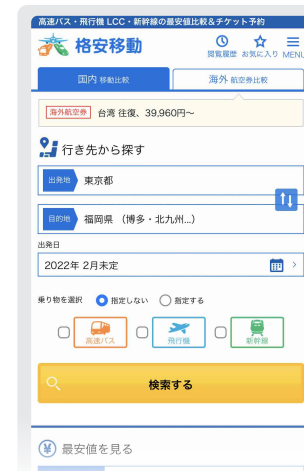 高速バス・飛行機 LCC・新幹線の最安値比較＆チケット予約
格安移動
閲覧履歴 お気に入り MENU
国内 移動比較 海外 航空券比較
海外航空券 台湾 往復、39,960円〜
行き先から探す
出発地 東京都
目的地 福岡県 （博多・北九州...）
出発日
2022年 2月未定
乗り物を選択 指定しない 指定する
高速バス 飛行機 新幹線
検索する
最安値を見る